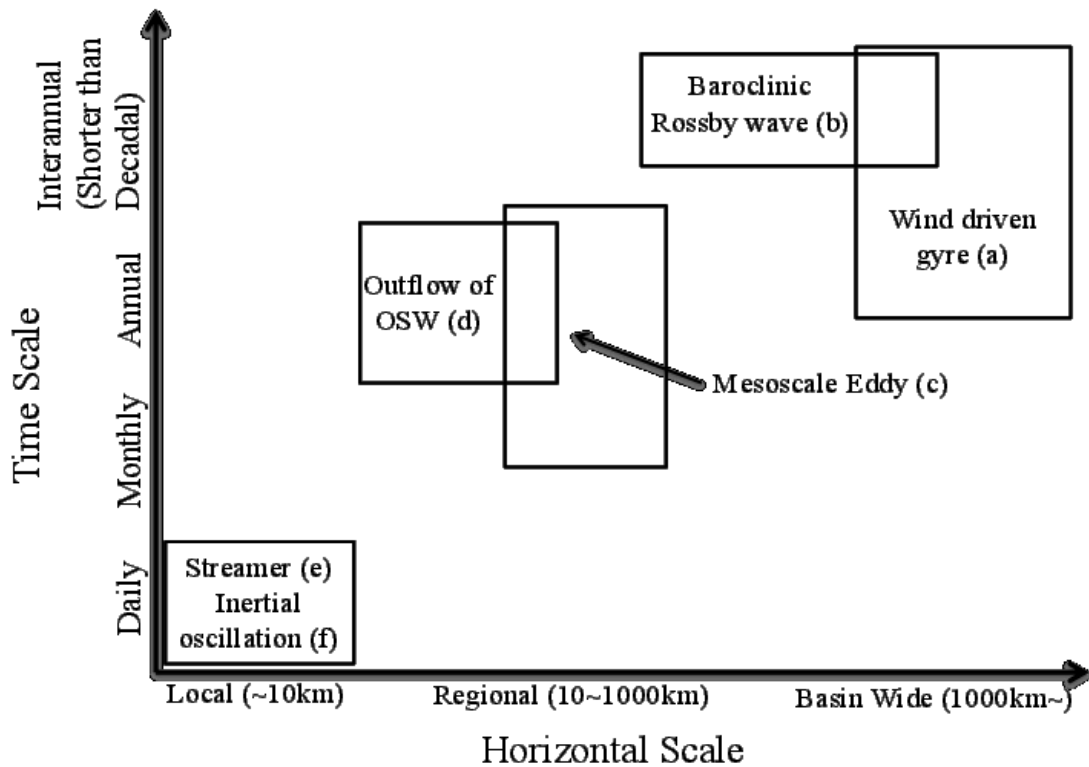 Interannual
(Shorter than
Decadal)
Annual
Monthly
Daily
Time Scale
Baroclinic
Rossby wave (b)
Wind driven
gyre (a)
Outflow of
OSW (d)
Mesoscale Eddy (c)
Streamer (e)
Inertial
oscillation (f)
Local (~10km)
Regional (10~1000km)
Basin Wide (1000km~)
Horizontal Scale